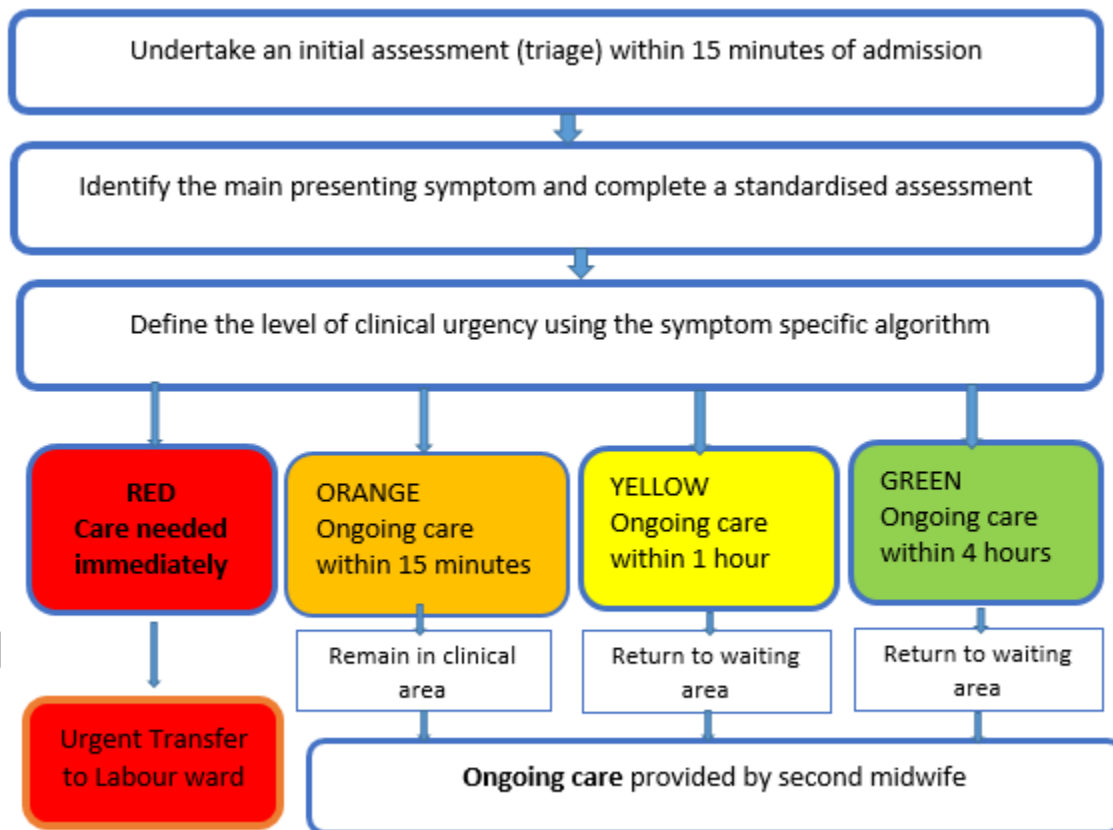 Undertake an initial assessment (triage) within 15 minutes of admission
Identify the main presenting symptom and complete a standardised assessment
Define the level of clinical urgency using the symptom specific algorithm
RED
Care needed
immediately
ORANGE
Ongoing care
within 15 minutes
YELLOW
Ongoing care
within 1 hour
GREEN
Ongoing care
within 4 hours
Urgent Transfer
to Labour ward
Remain in clinical
area
Return to waiting
area
Return to waiting
area
Ongoing care provided by second midwife